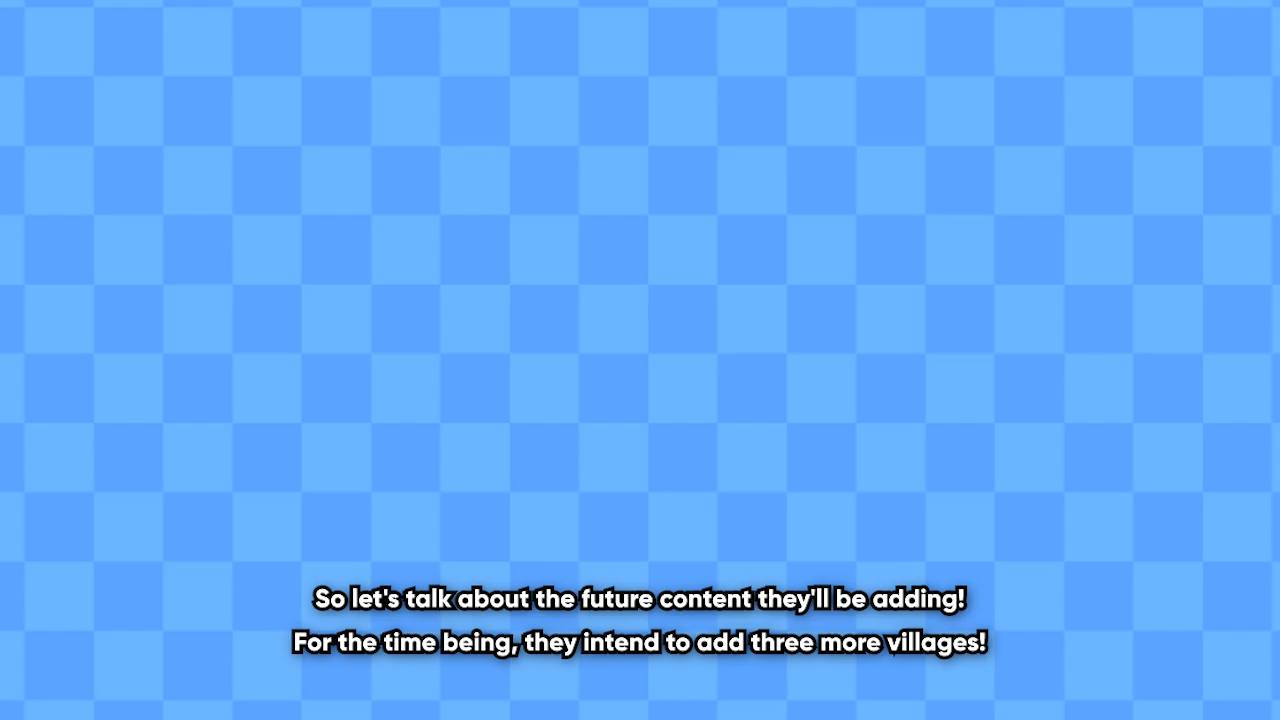 So let's talk about the future content they'll be adding!
For the time being, they intend to add three more villages!